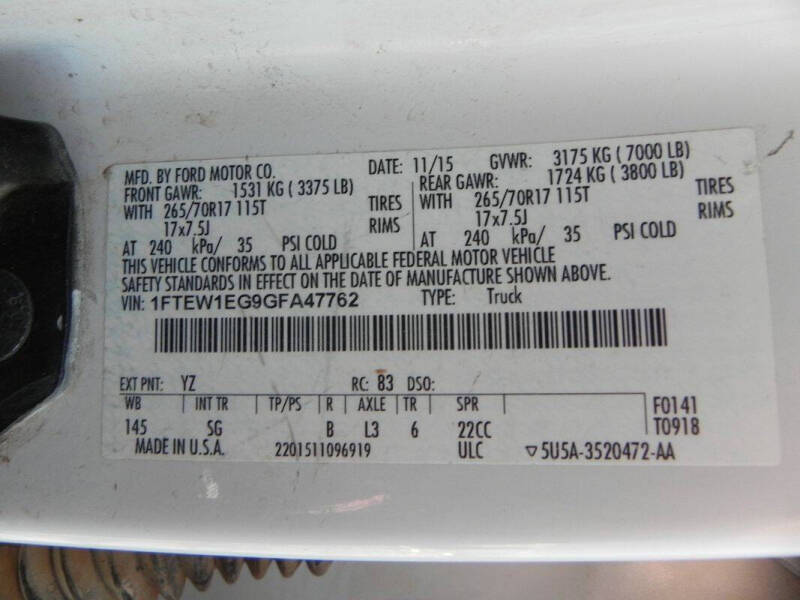 MFD. BY FORD MOTOR CO. DATE: 11/15 GVWR: 3175 KG ( 7000 LB)
FRONT GAWR: 1531 KG ( 3375 LB) REAR GAWR: 1724 KG ( 3800 LB)
WITH 265/70R17 115T TIRES WITH 265/70R17 115T TIRES
17x7.5J RIMS 17x7.5J RIMS
AT 240 kPa/ 35 PSI COLD AT 240 kPa/ 35 PSI COLD
THIS VEHICLE CONFORMS TO ALL APPLICABLE FEDERAL MOTOR VEHICLE
SAFETY STANDARDS IN EFFECT ON THE DATE OF MANUFACTURE SHOWN ABOVE.
VIN: 1FTEW1EG9GFA47762 TYPE: Truck
EXT PNT: YZ RC: 83 DSO:
WB INT TR TP/PS R AXLE TR SPR F0141
145 SG B L3 6 22CC T0918
MADE IN U.S.A. 2201511096919 ULC ▽5U5A-3520472-AA